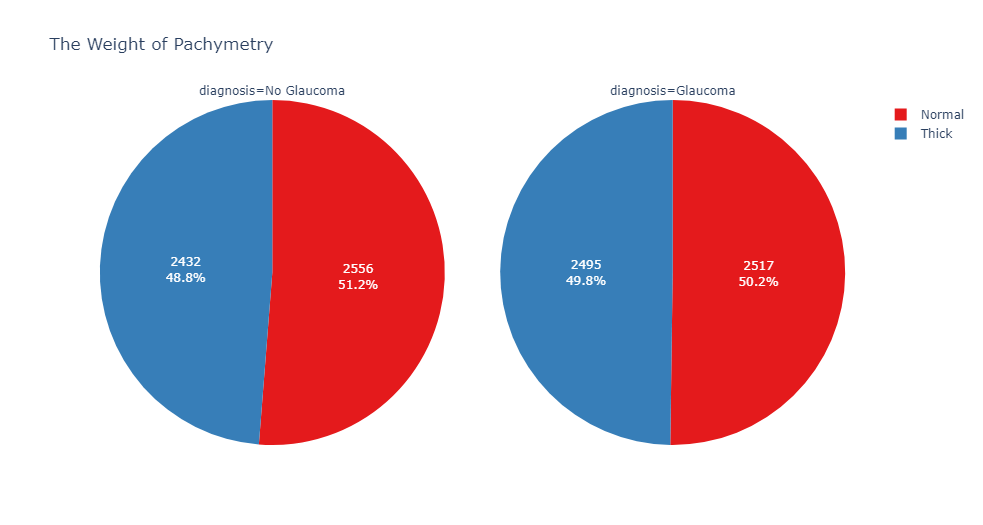 The Weight of Pachymetry
diagnosis=No Glaucoma
diagnosis=Glaucoma
Normal
Thick
2432
48.8%
2556
51.2%
2495
49.8%
2517
50.2%